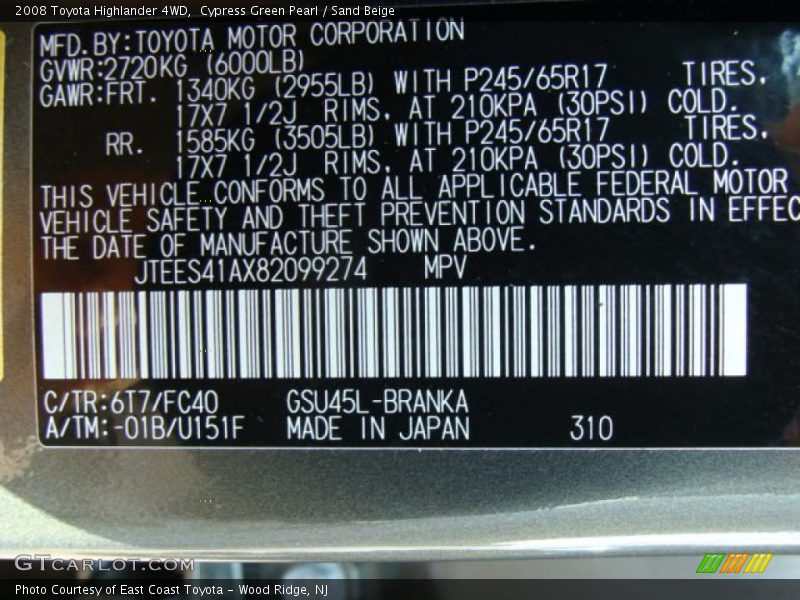 2008 Toyota Highlander 4WD, Cypress Green Pearl / Sand Beige
MFD. BY:TOYOTA MOTOR CORPORATION
GVWR:2720KG (6000LB)
GAWR:FRT. 1340KG (2955LB) WITH P245/65R17 TIRES,
17X7 1/2J RIMS, AT 210KPA (30PSI) COLD.
RR. 1585KG (3505LB) WITH P245/65R17 TIRES,
17X7 1/2J RIMS, AT 210KPA (30PSI) COLD.
THIS VEHICLE CONFORMS TO ALL APPLICABLE FEDERAL MOTOR
VEHICLE SAFETY AND THEFT PREVENTION STANDARDS IN EFFEC
THE DATE OF MANUFACTURE SHOWN ABOVE.
JTEES41AX82099274 MPV
C/TR:6T7/FC40 GSU45L-BRANKA
A/TM:-01B/U151F MADE IN JAPAN 310
GTCARLOT.COM
Photo Courtesy of East Coast Toyota - Wood Ridge, NJ